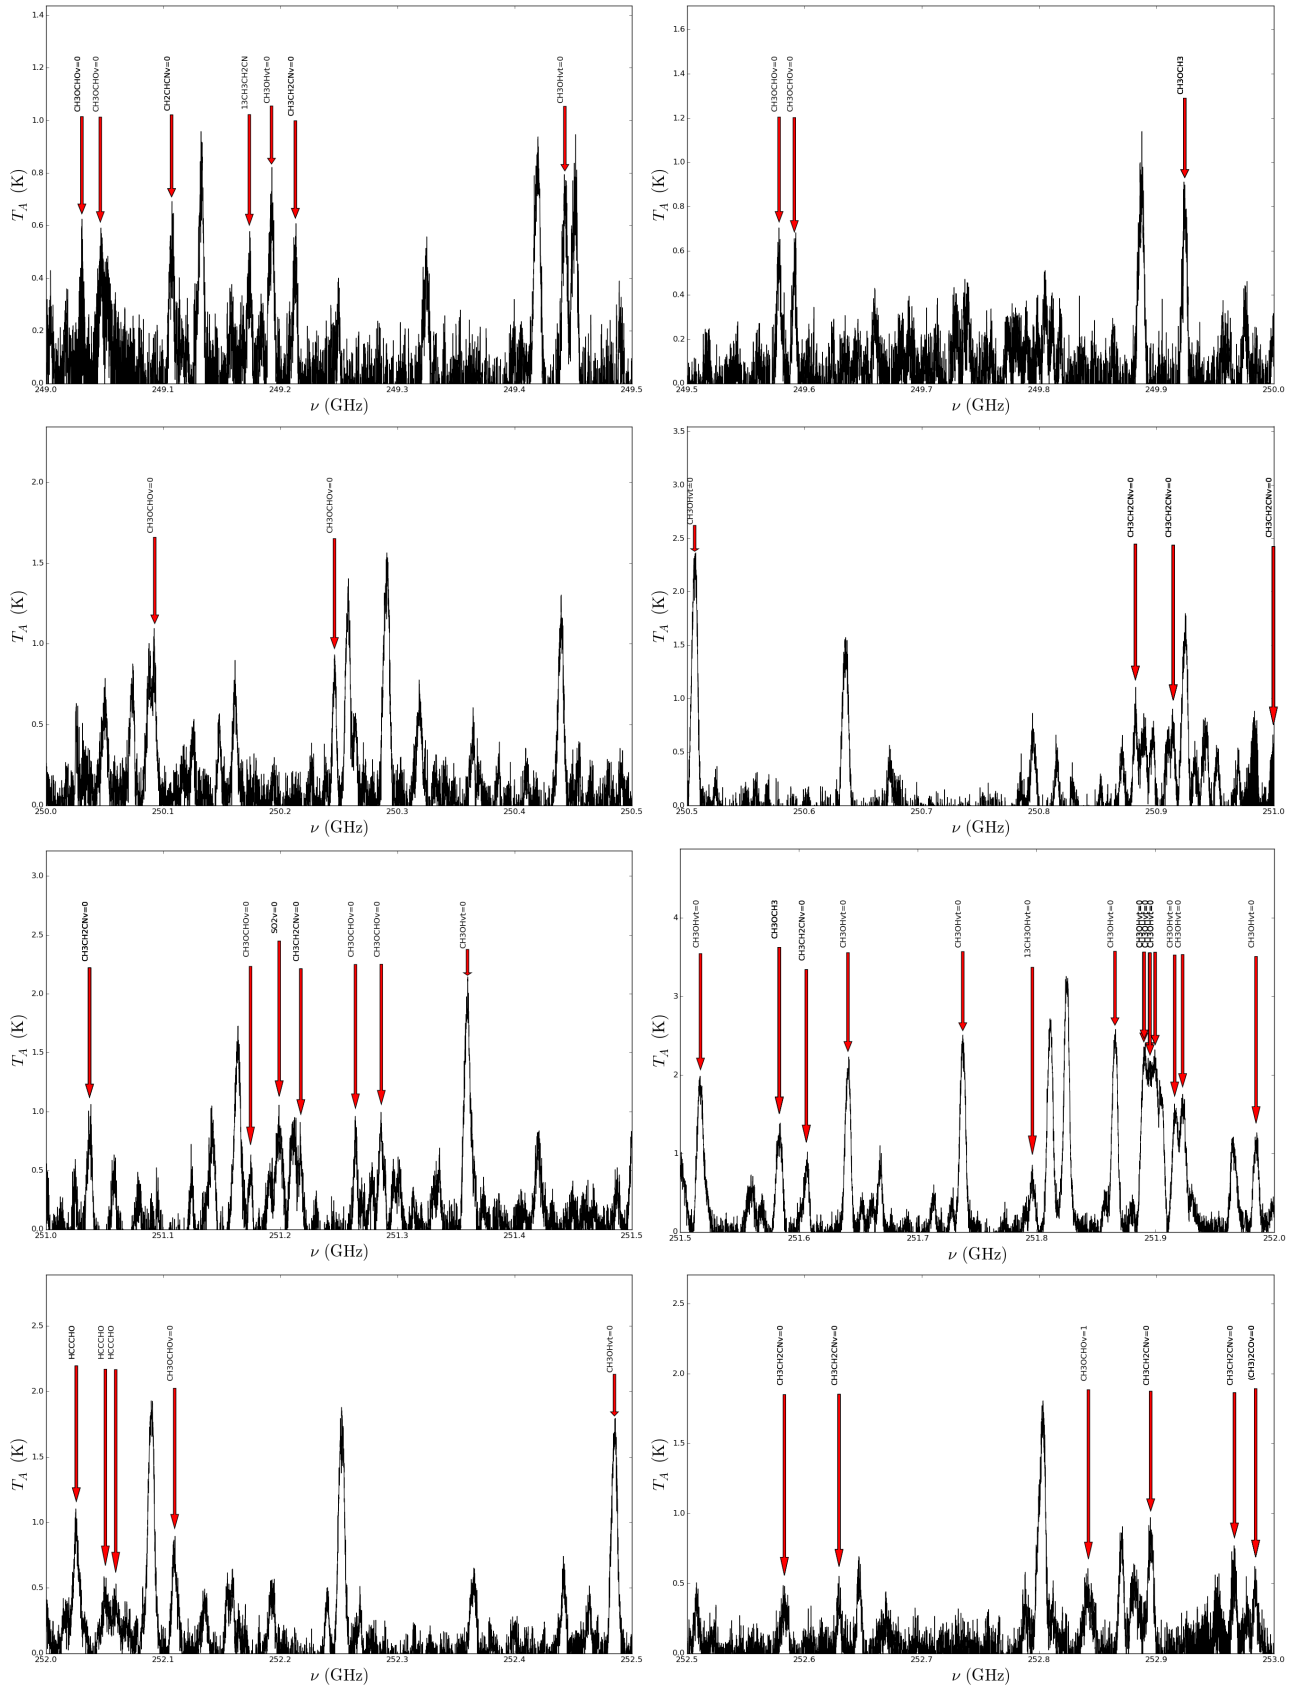 CH3OCHOv=0
CH3OCHOv=0
CH2CHCNv=0
13CH3CH2CN
CH3OHvt=0
CH3CH2CNv=0
CH3OHvt=0
T_A (K)
1.4
1.2
1.0
0.8
0.6
0.4
0.2
0.0
249.0 249.1 249.2 249.3 249.4 249.5
ν (GHz)
CH3OCHOv=0
CH3OCHOv=0
CH3OCH3
T_A (K)
1.6
1.4
1.2
1.0
0.8
0.6
0.4
0.2
0.0
249.5 249.6 249.7 249.8 249.9 250.0
ν (GHz)
CH3OCHOv=0
CH3OCHOv=0
T_A (K)
2.0
1.5
1.0
0.5
0.0
250.0 250.1 250.2 250.3 250.4 250.5
ν (GHz)
CH3OHvt=0
CH3CH2CNv=0
CH3CH2CNv=0
CH3CH2CNv=0
T_A (K)
3.5
3.0
2.5
2.0
1.5
1.0
0.5
0.0
250.5 250.6 250.7 250.8 250.9 251.0
ν (GHz)
CH3CH2CNv=0
CH3OCHOv=0
SO2v=0
CH3CH2CNv=0
CH3OCHOv=0
CH3OCHOv=0
CH3OHvt=0
T_A (K)
3.0
2.5
2.0
1.5
1.0
0.5
0.0
251.0 251.1 251.2 251.3 251.4 251.5
ν (GHz)
CH3OHvt=0
CH3OCH3
CH3CH2CNv=0
CH3OHvt=0
CH3OHvt=0
13CH3OHvt=0
CH3OHvt=0
CH3OHvt=0
CH3OHvt=0
CH3OHvt=0
CH3OHvt=0
CH3OHvt=0
CH3OHvt=0
T_A (K)
4
3
2
1
0
251.5 251.6 251.7 251.8 251.9 252.0
ν (GHz)
HCCCHO
HCCCHO
HCCCHO
CH3OCHOv=0
CH3OHvt=0
T_A (K)
2.5
2.0
1.5
1.0
0.5
0.0
252.0 252.1 252.2 252.3 252.4 252.5
ν (GHz)
CH3CH2CNv=0
CH3CH2CNv=0
CH3OCHOv=1
CH3CH2CNv=0
CH3CH2CNv=0
(CH3)2COv=0
T_A (K)
2.5
2.0
1.5
1.0
0.5
0.0
252.5 252.6 252.7 252.8 252.9 253.0
ν (GHz)